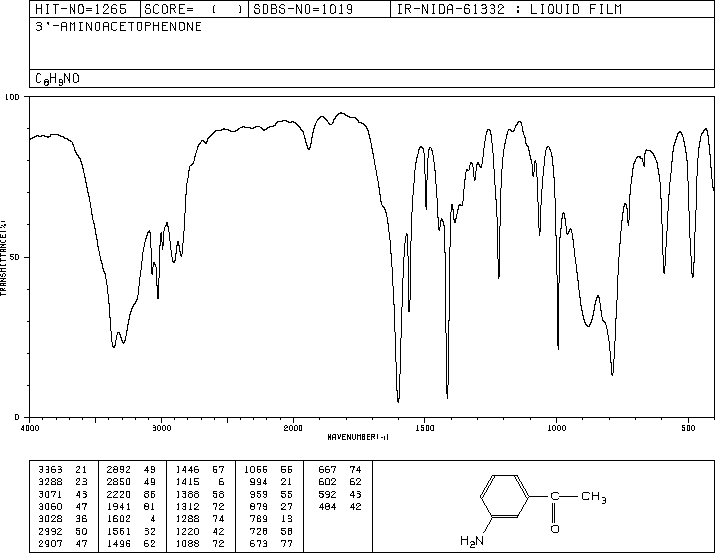 HIT-NO=1265 SCORE= ( ) SDBS-NO=1019 IR-NIDA-61332 : LIQUID FILM
3'-AMINOACETOPHENONE
C8H9NO
100
50
0
TRANSMITTANCE(%)
4000 3000 2000 1500 1000 500
WAVENUMBER(-1)
3363 21 2892 49 1446 57 1066 55 667 74
3288 23 2850 49 1415 6 994 21 602 62
3071 43 2220 86 1388 58 959 55 592 43
3060 47 1941 81 1312 72 879 27 484 42
3028 36 1602 4 1288 74 789 13
2992 50 1561 32 1220 42 728 58
2907 47 1496 62 1088 72 673 77
C CH3
O
H2N